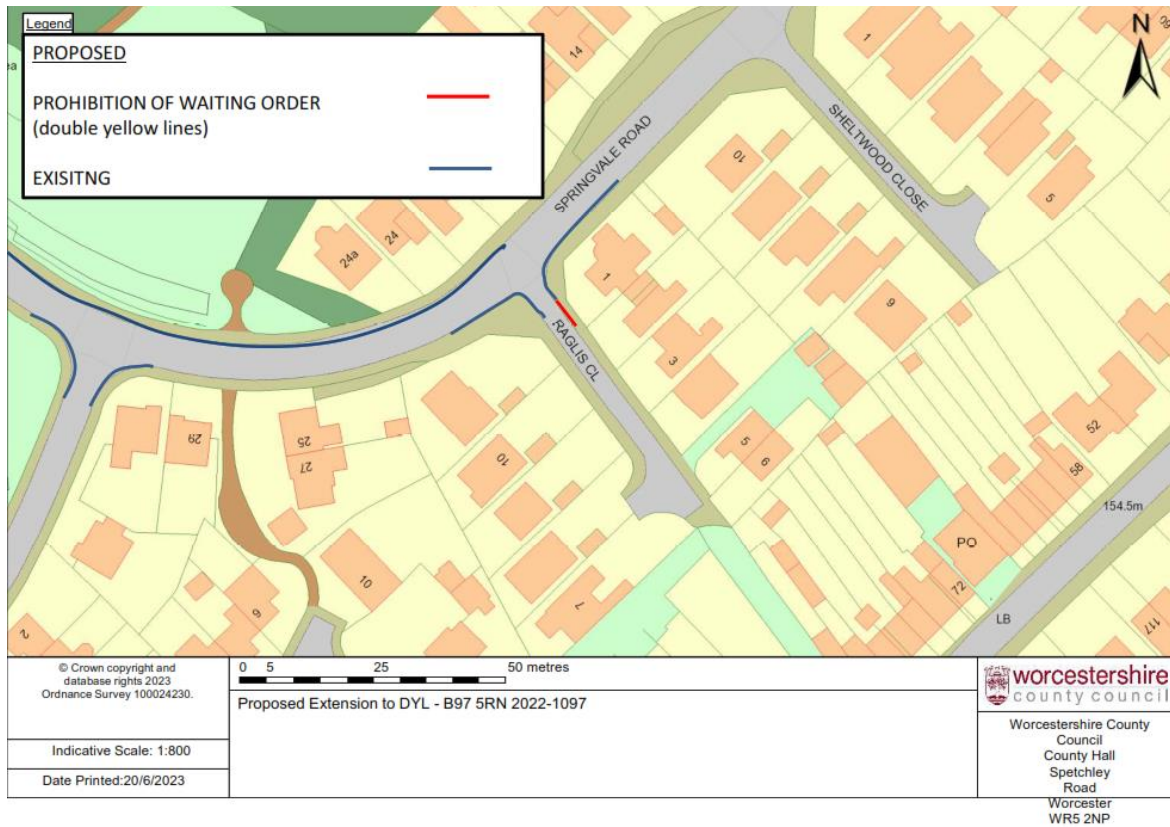 Legend
PROPOSED
PROHIBITION OF WAITING ORDER
(double yellow lines)
EXISITNG
N
14
1
5
10
SPRINGVALE ROAD
SHELTWOOD CLOSE
24
24a
1
3
9
RAGLIS CL
29
25
27
10
5
6
52
58
154.5m
PO
72
LB
117
10
7
6
2
© Crown copyright and
database rights 2023
Ordnance Survey 100024230.
Indicative Scale: 1:800
Date Printed:20/6/2023
0 5 25 50 metres
Proposed Extension to DYL - B97 5RN 2022-1097
worcestershire
county council
Worcestershire County
Council
County Hall
Spetchley
Road
Worcester
WR5 2NP